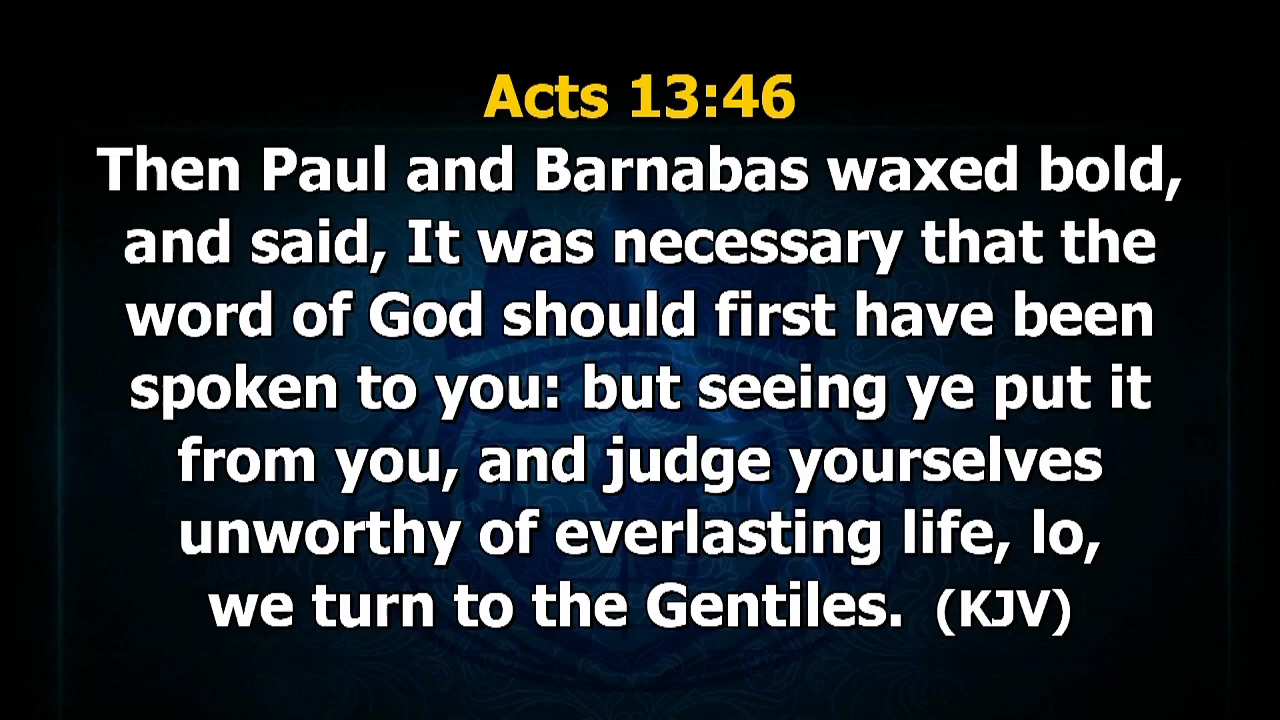 Acts 13:46
Then Paul and Barnabas waxed bold,
and said, It was necessary that the
word of God should first have been
spoken to you: but seeing ye put it
from you, and judge yourselves
unworthy of everlasting life, lo,
we turn to the Gentiles. (KJV)